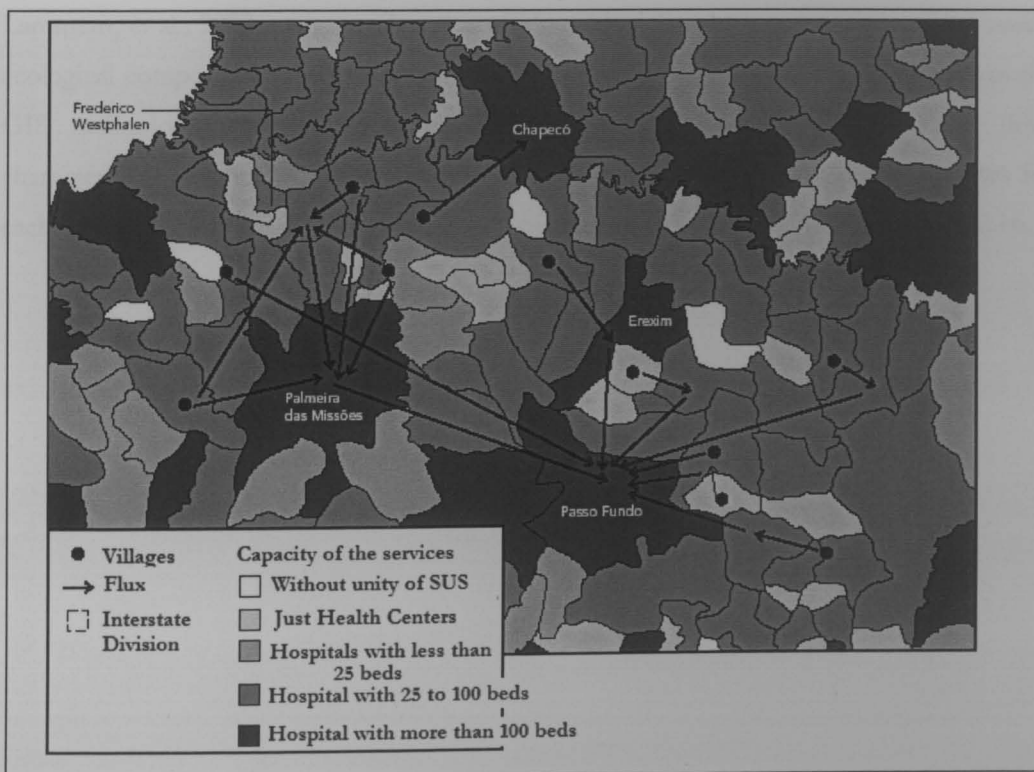 Frederico
Westphalen
Chapecó
Erexim
Palmeira
das Missões
Passo Fundo
Villages
Flux
Interstate
Division
Capacity of the services
Without unity of SUS
Just Health Centers
Hospitals with less than
25 beds
Hospital with 25 to 100 beds
Hospital with more than 100 beds